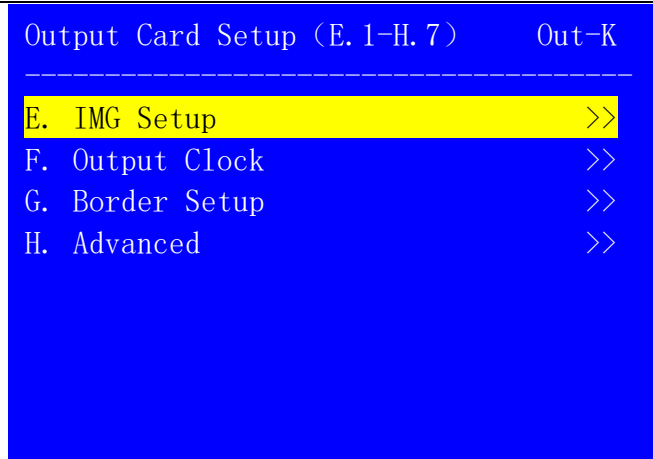 Output Card Setup（E.1-H.7） Out-K
--------------------------------------
E. IMG Setup >>
F. Output Clock >>
G. Border Setup >>
H. Advanced >>